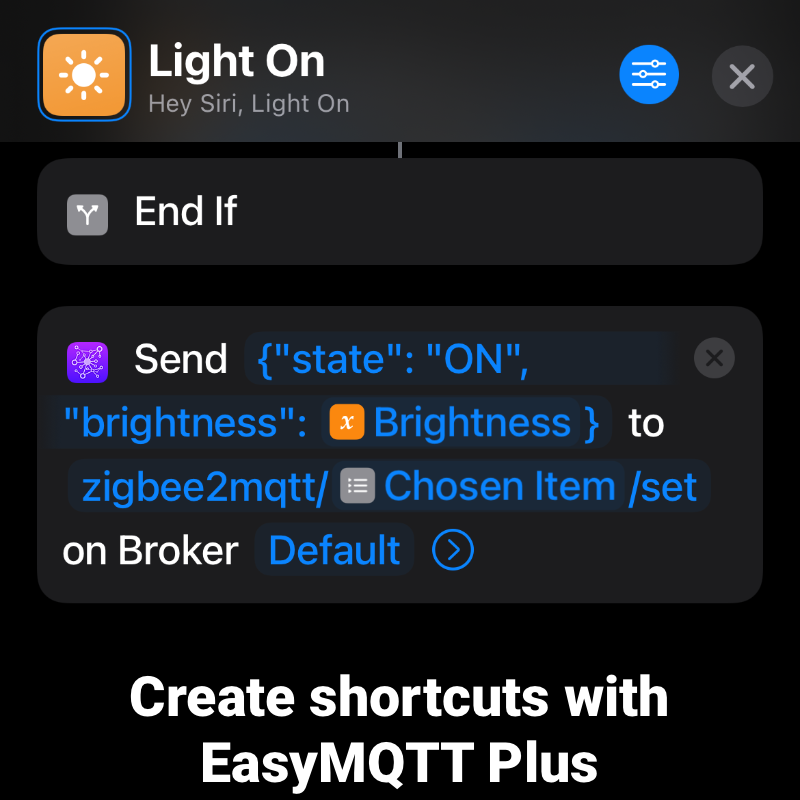 Light On
Hey Siri, Light On
End If
Send {"state": "ON",
"brightness": x Brightness } to
zigbee2mqtt/ Chosen Item /set
on Broker Default
Create shortcuts with
EasyMQTT Plus